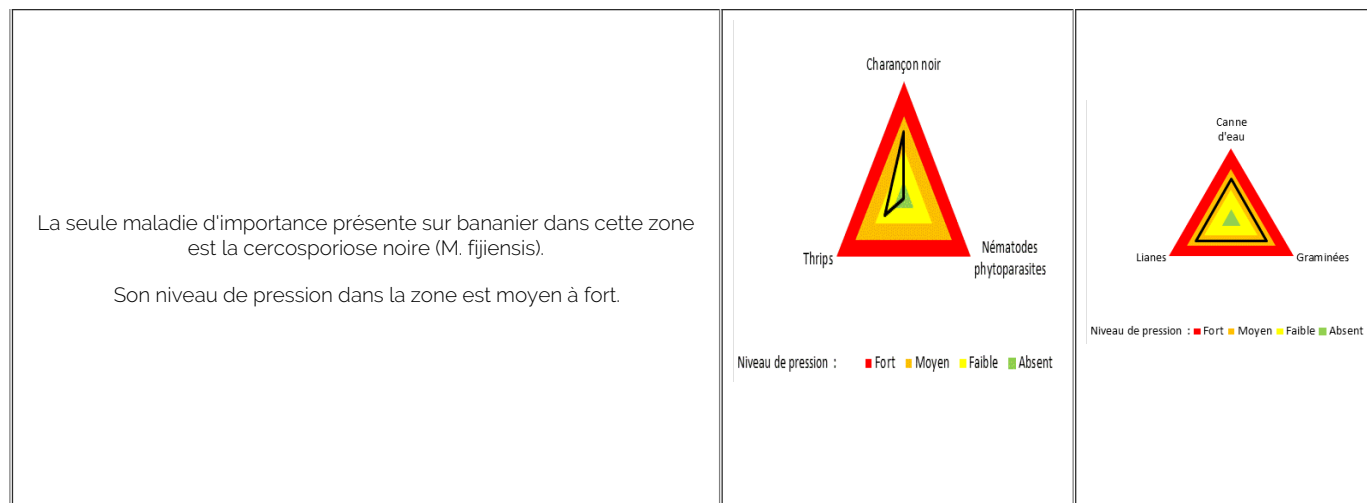 La seule maladie d'importance présente sur bananier dans cette zone
est la cercosporiose noire (M. fijiensis).
Son niveau de pression dans la zone est moyen à fort.
Charançon noir
Thrips
Nématodes
phytoparasites
Niveau de pression : Fort Moyen Faible Absent
Canne
d'eau
Lianes
Graminées
Niveau de pression : Fort Moyen Faible Absent